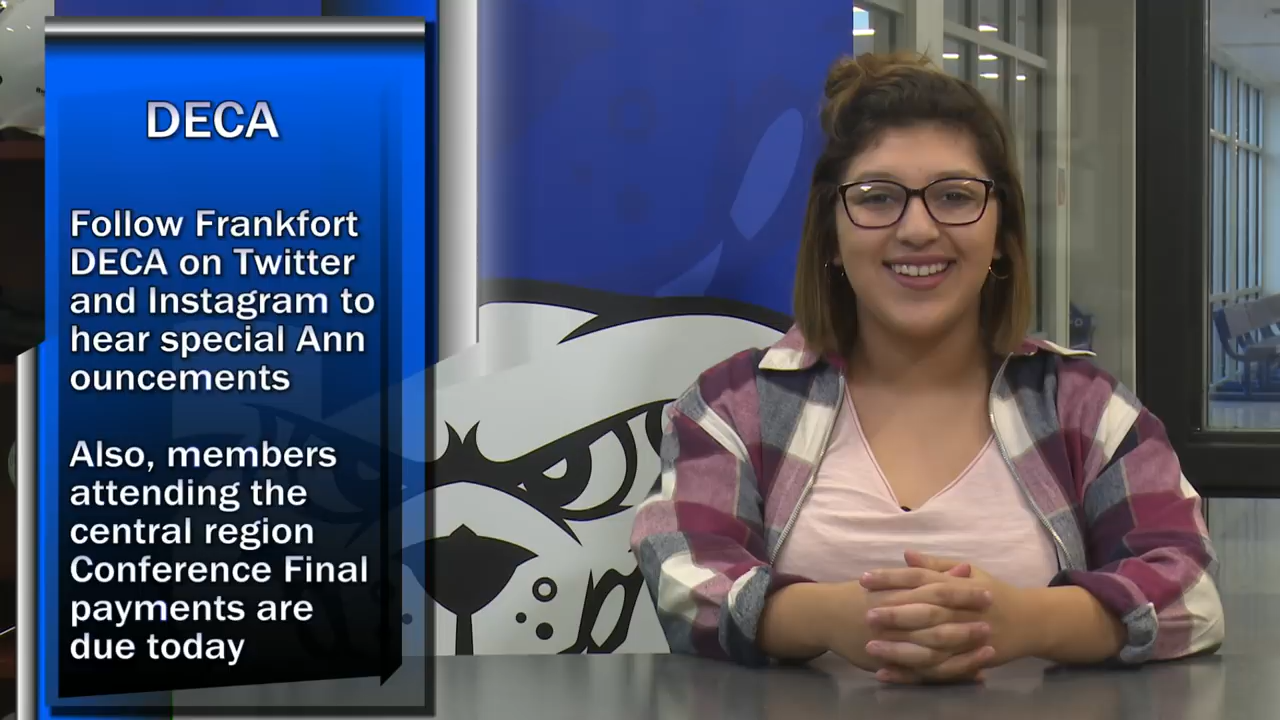 DECA
Follow Frankfort
DECA on Twitter
and Instagram to
hear special Ann
ouncements
Also, members
attending the
central region
Conference Final
payments are
due today